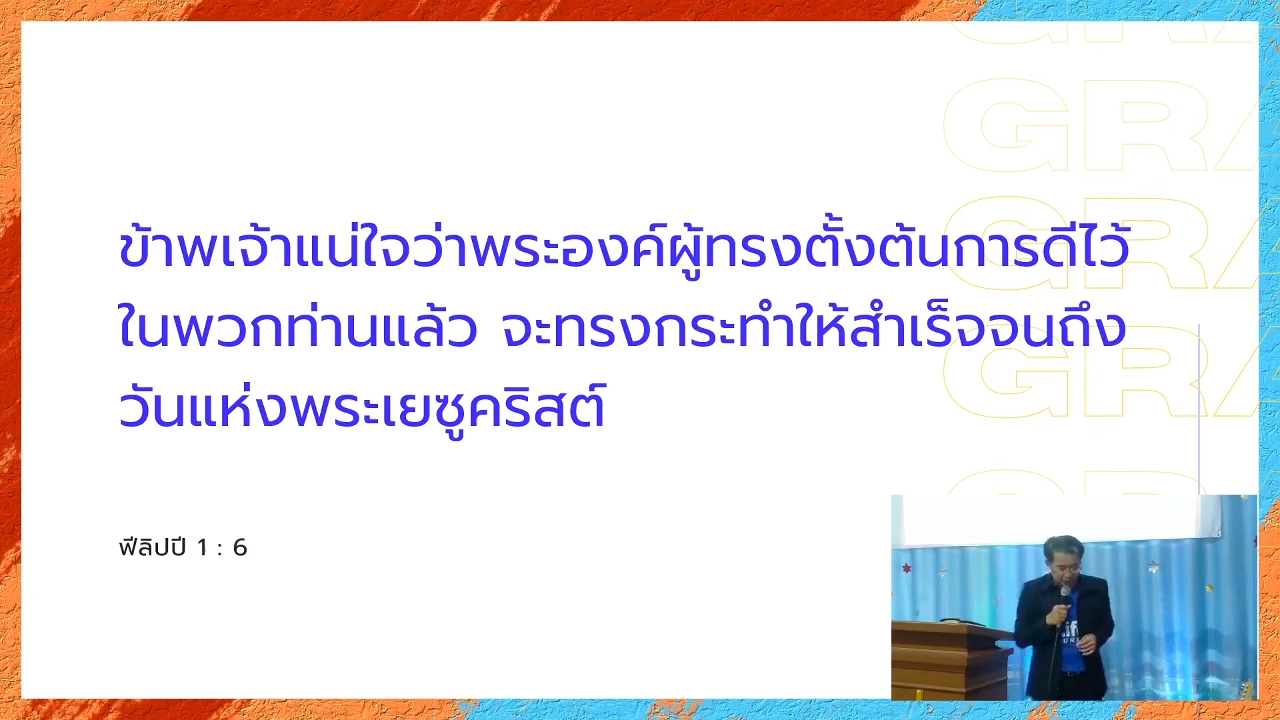 ข้าพเจ้าแน่ใจว่าพระองค์ผู้ทรงตั้งต้นการดีไว้
ในพวกท่านแล้ว จะทรงกระทำให้สำเร็จจนถึง
วันแห่งพระเยซูคริสต์
ฟีลิปปี 1 : 6